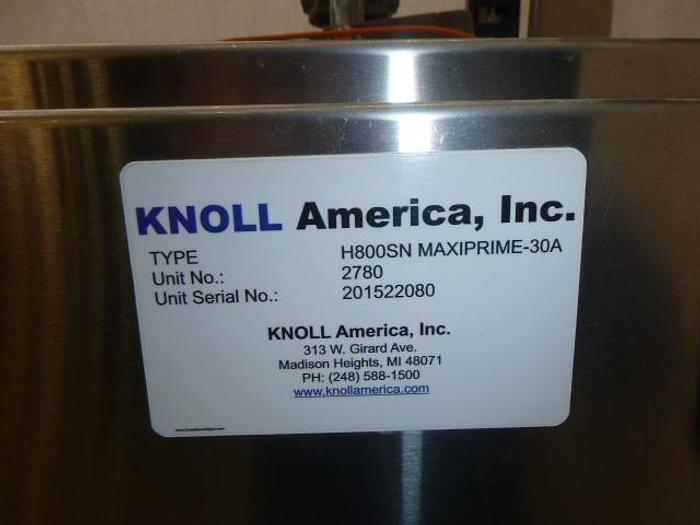 KNOLL America, Inc.
TYPE H800SN MAXIPRIME-30A
Unit No.: 2780
Unit Serial No.: 201522080
KNOLL America, Inc.
313 W. Girard Ave.
Madison Heights, MI 48071
PH: (248) 588-1500
www.knollamerica.com